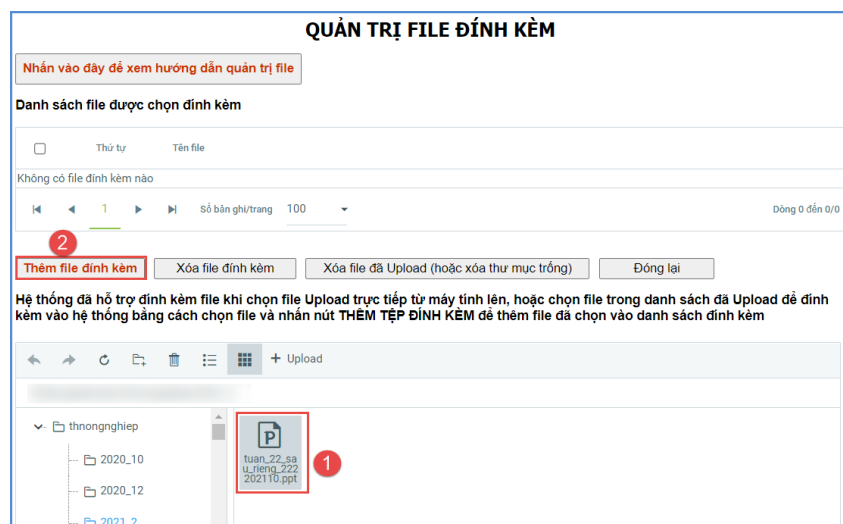 QUẢN TRỊ FILE ĐÍNH KÈM
Nhấn vào đây để xem hướng dẫn quản trị file
Danh sách file được chọn đính kèm
Thứ tự Tên file
Không có file đính kèm nào
1 Số bản ghi/trang 100 Dòng 0 đến 0/0
2
Thêm file đính kèm Xóa file đính kèm Xóa file đã Upload (hoặc xóa thư mục trống) Đóng lại
Hệ thống đã hỗ trợ đính kèm file khi chọn file Upload trực tiếp từ máy tính lên, hoặc chọn file trong danh sách đã Upload để đính
kèm vào hệ thống bằng cách chọn file và nhấn nút THÊM TỆP ĐÍNH KÈM để thêm file đã chọn vào danh sách đính kèm
+ Upload
thnongnghiep
2020_10
2020_12
2021_2
P
tuan_22_sa
u_rieng_222
202110.ppt
1